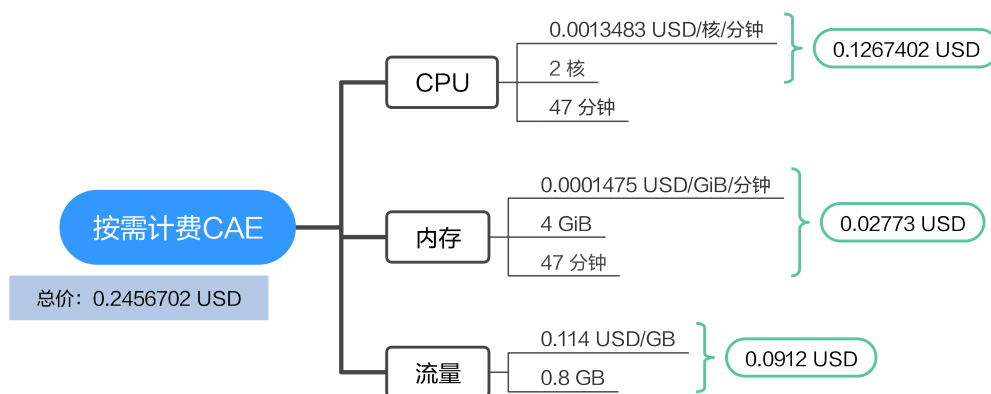 0.0013483 USD/核/分钟
2 核
47 分钟
CPU
0.1267402 USD
0.0001475 USD/GiB/分钟
4 GiB
47 分钟
内存
0.02773 USD
按需计费CAE
总价：0.2456702 USD
0.114 USD/GB
0.8 GB
流量
0.0912 USD